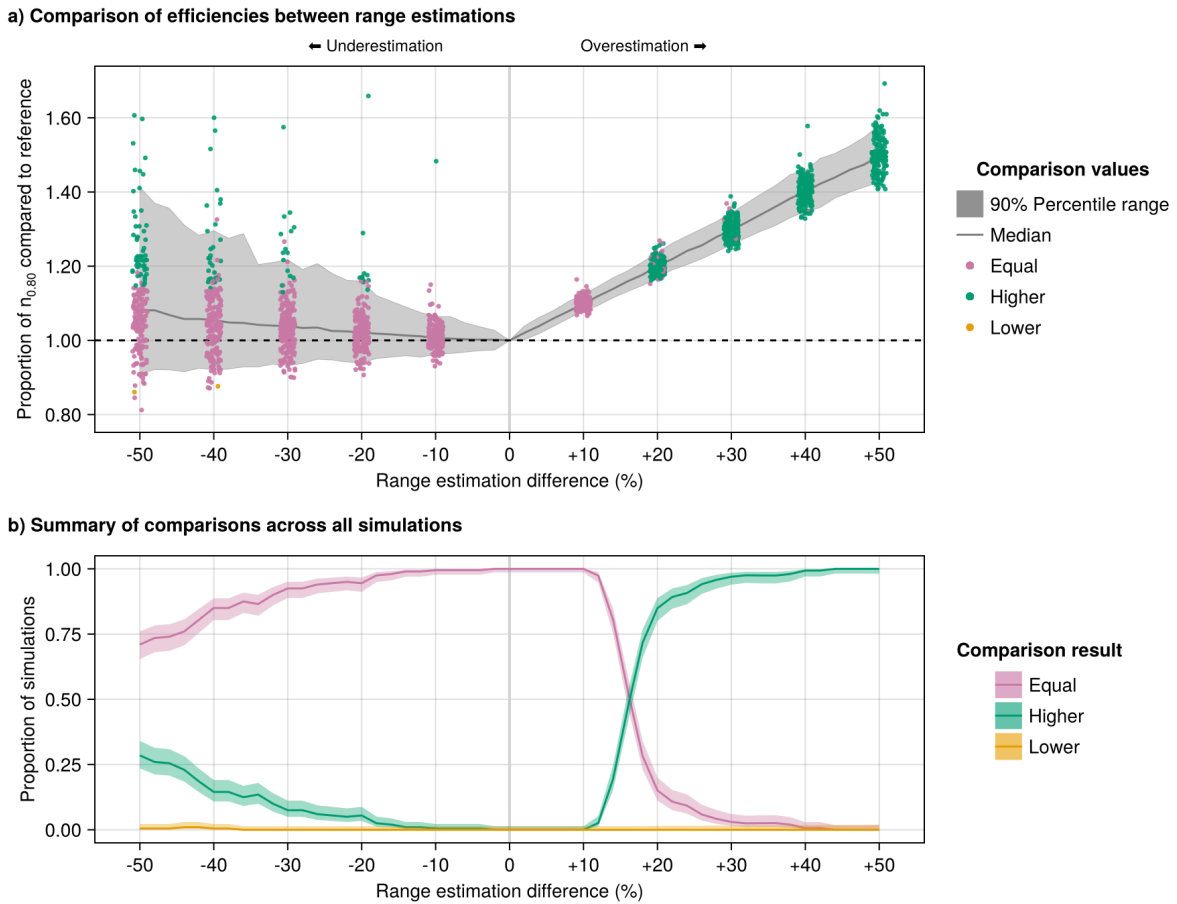 a) Comparison of efficiencies between range estimations
⬅ Underestimation Overestimation ➡
Proportion of n0.80 compared to reference
1.60
1.40
1.20
1.00
0.80
-50 -40 -30 -20 -10 0 +10 +20 +30 +40 +50
Range estimation difference (%)
Comparison values
90% Percentile range
Median
Equal
Higher
Lower
b) Summary of comparisons across all simulations
Proportion of simulations
1.00
0.75
0.50
0.25
0.00
-50 -40 -30 -20 -10 0 +10 +20 +30 +40 +50
Range estimation difference (%)
Comparison result
Equal
Higher
Lower